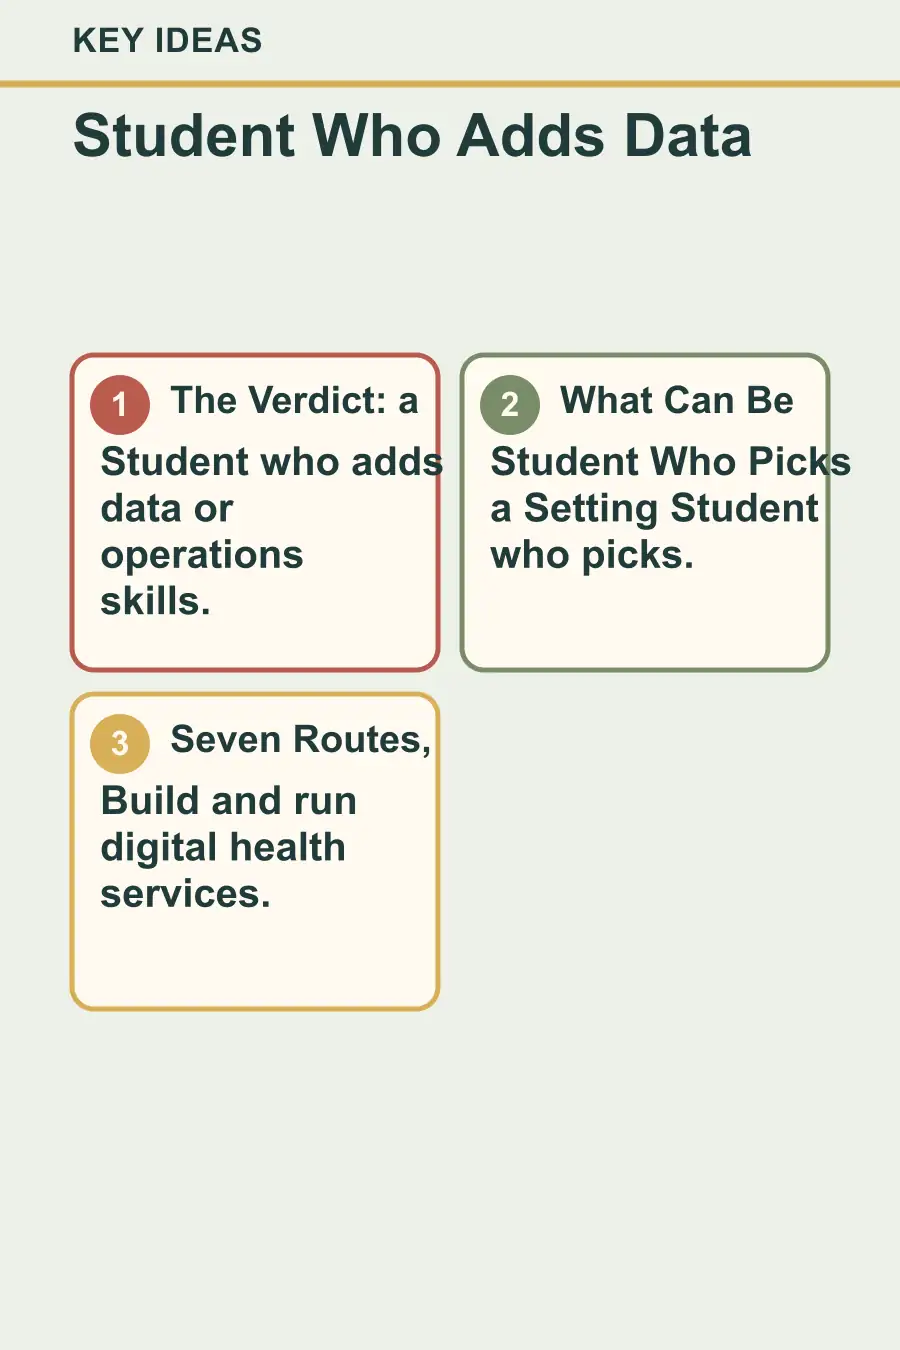 KEY IDEAS
Student Who Adds Data
1 The Verdict: a
Student who adds
data or
operations
skills.
2 What Can Be
Student Who Picks
a Setting Student
who picks.
3 Seven Routes,
Build and run
digital health
services.